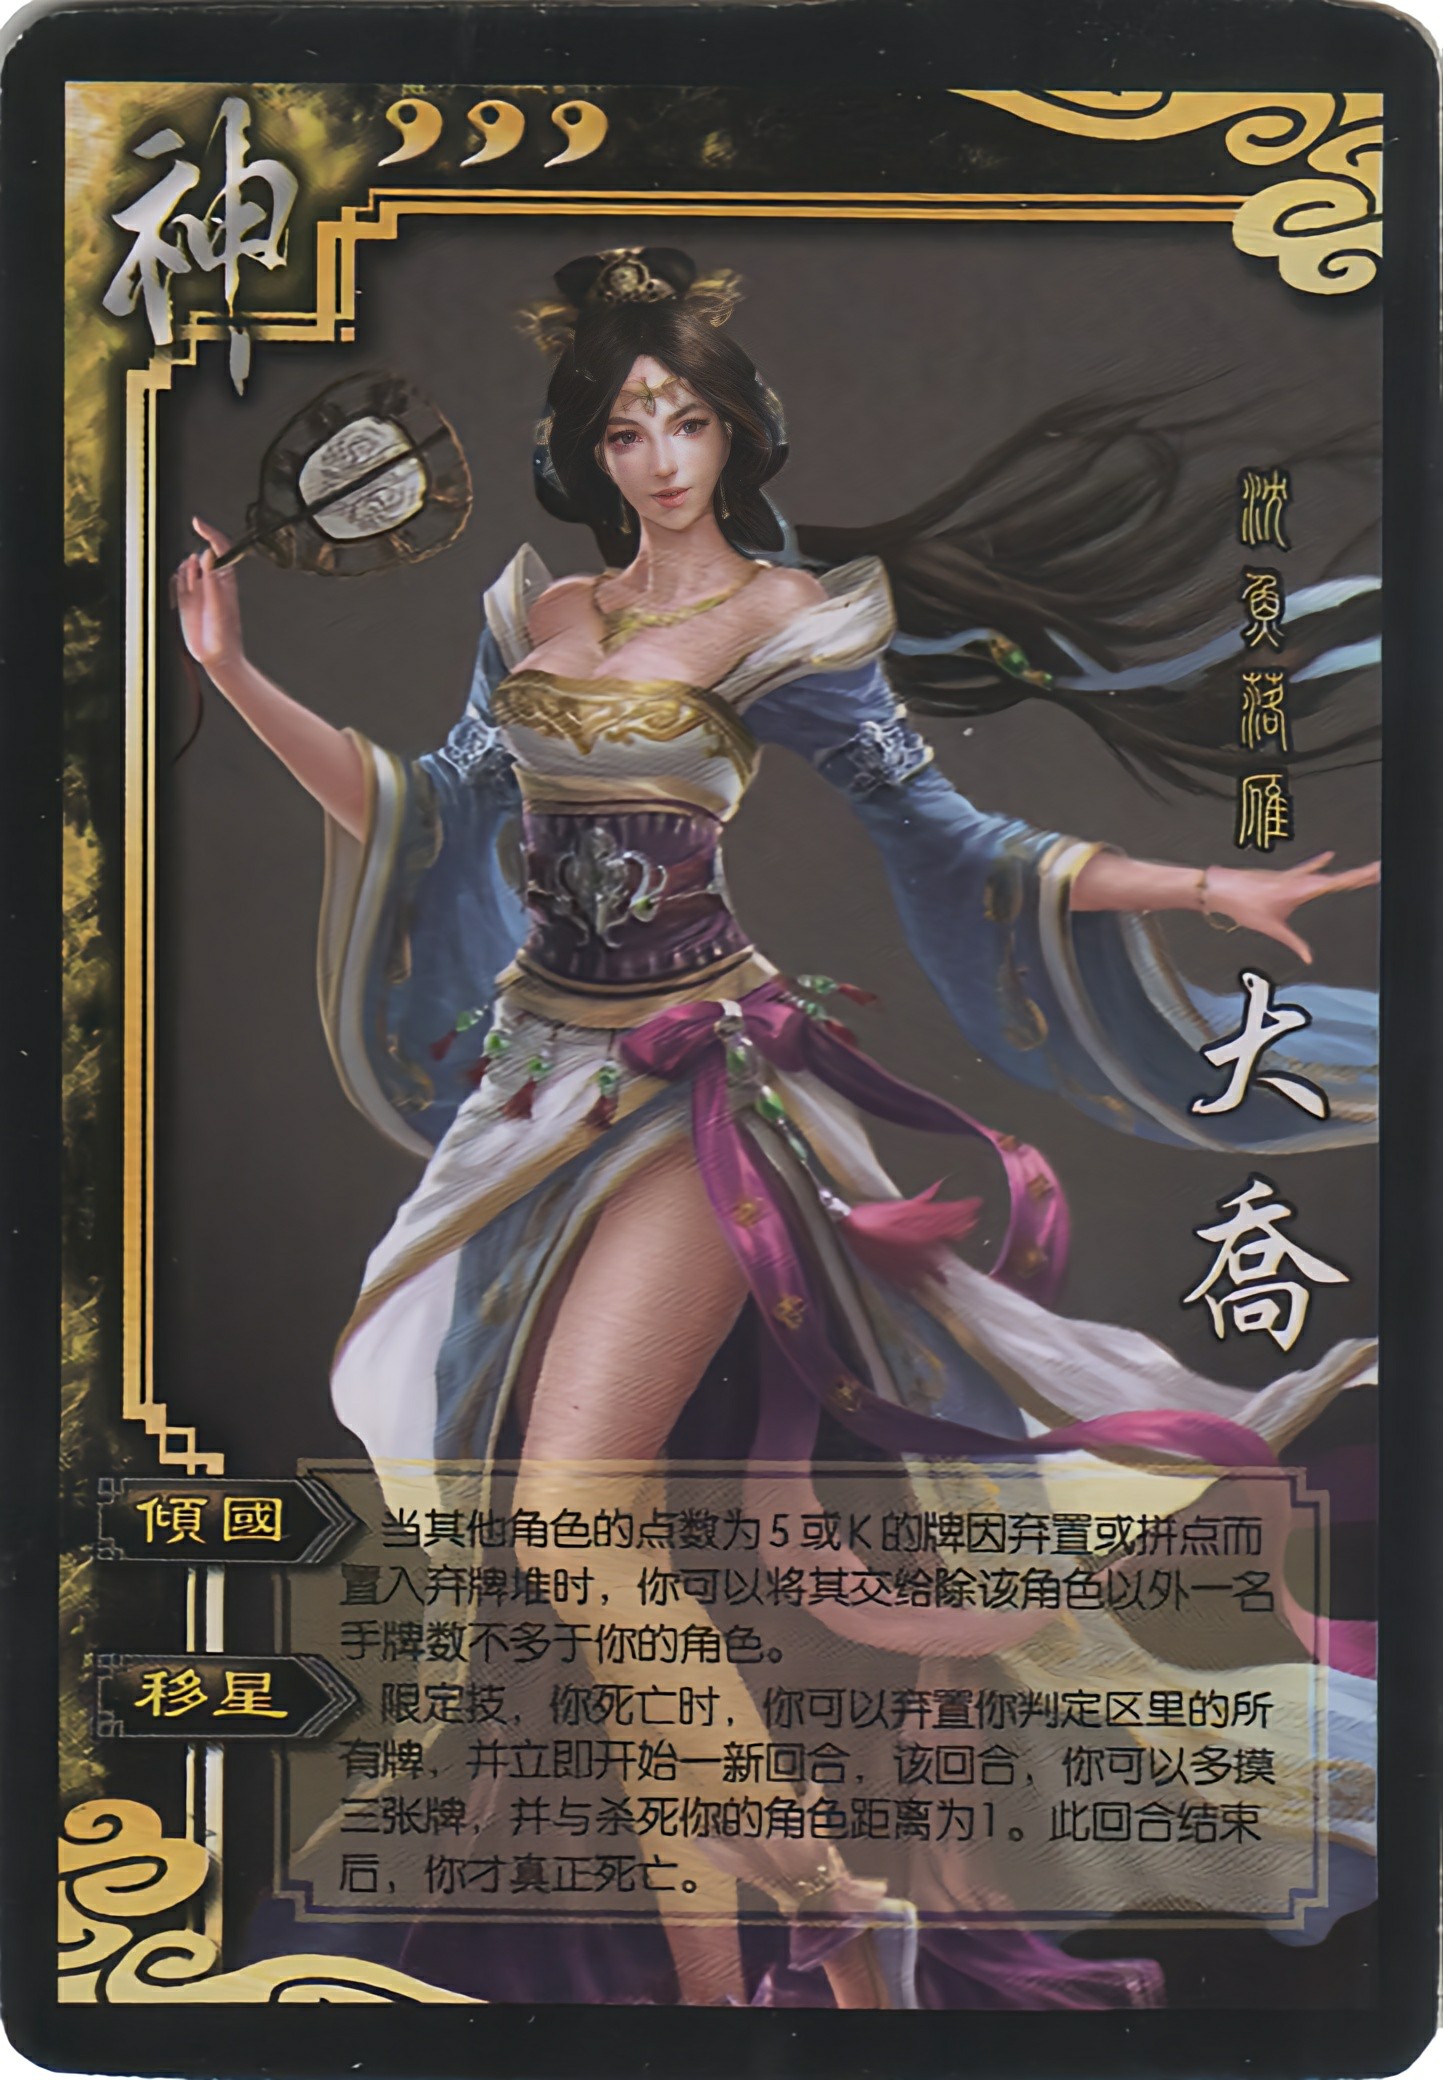 神
沈魚落雁
大喬
傾國
当其他角色的点数为5或K的牌因弃置或拼点而
置入弃牌堆时，你可以将其交给除该角色以外一名
手牌数不多于你的角色。
移星
限定技，你死亡时，你可以弃置你判定区里的所
有牌，并立即开始一新回合，该回合，你可以多摸
三张牌，并与杀死你的角色距离为1。此回合结束
后，你才真正死亡。